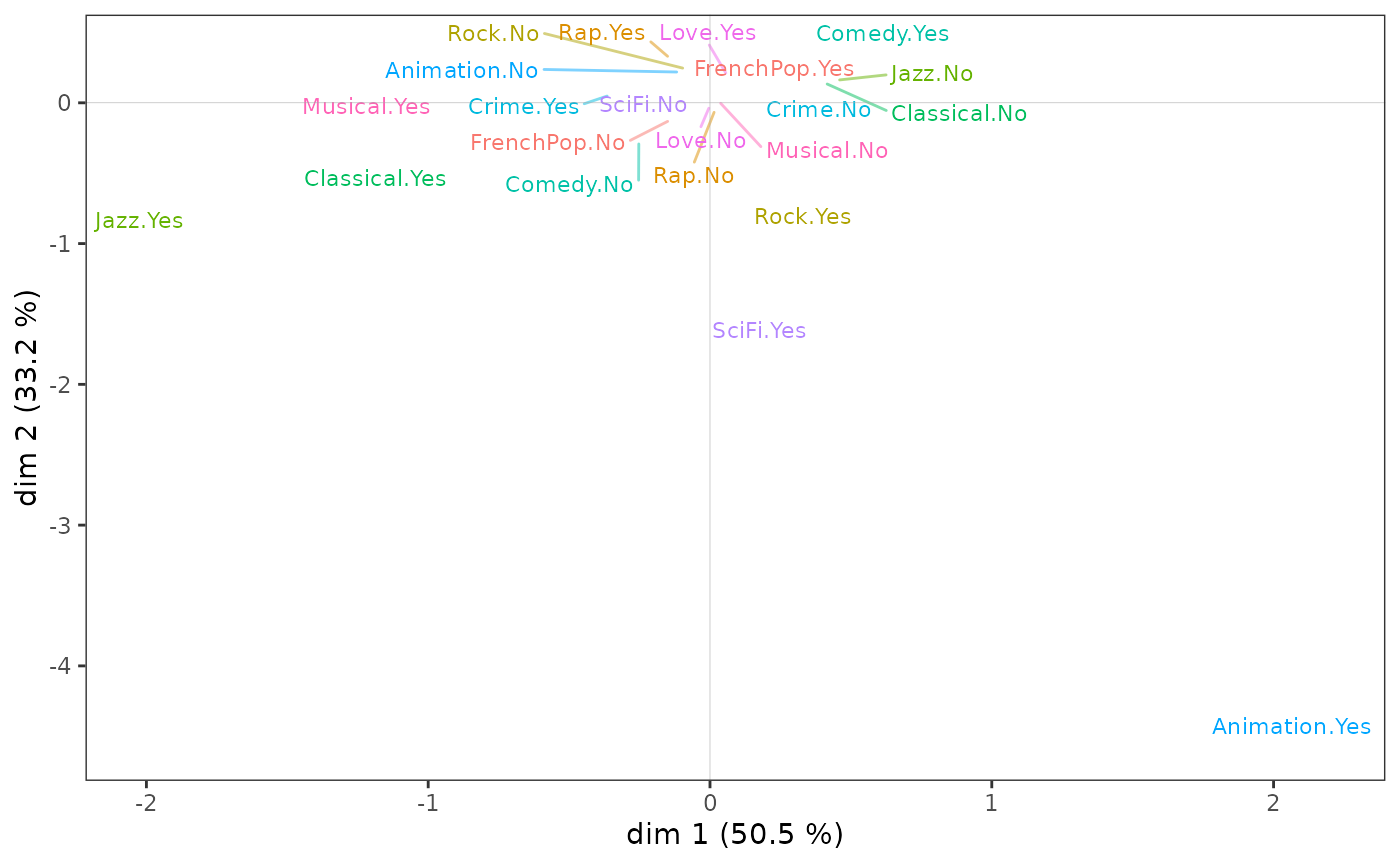 Rock.No Rap.Yes Love.Yes Comedy.Yes
Animation.No FrenchPop.Yes Jazz.No
0 Musical.Yes Crime.Yes SciFi.No Crime.No Classical.No
FrenchPop.No Love.No Musical.No
Classical.Yes Comedy.No Rap.No
Jazz.Yes Rock.Yes
-1
SciFi.Yes
-2
-3
-4
Animation.Yes
dim 2 (33.2 %)
-2 -1 0 1 2
dim 1 (50.5 %)